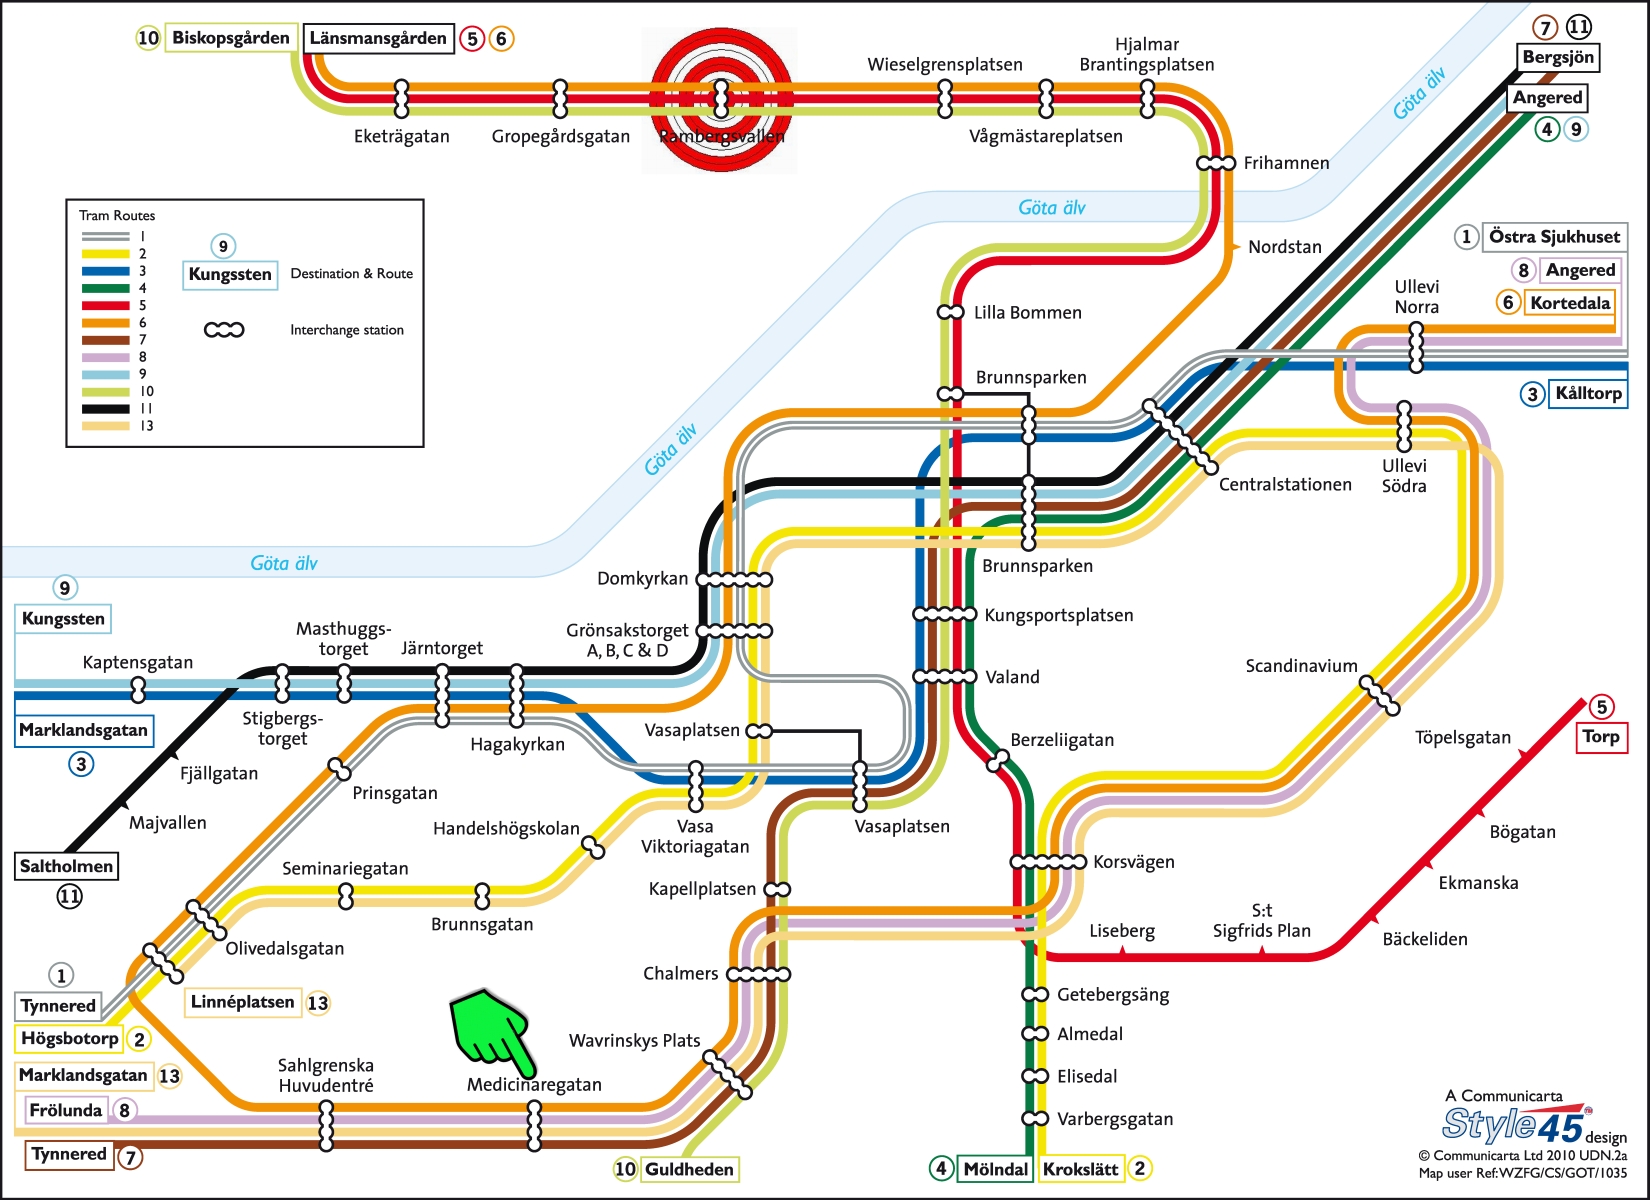 10 Biskopsgården
Länsmansgården 5 6
Hjalmar
Brantingsplatsen
Wieselgrensplatsen
Eketrägatan
Gropegårdsgatan
Rambergsvallen
Vågmästareplatsen
Frihamnen
7 11
Bergsjön
Angered
4 9
Göta älv
Göta älv
Göta älv
Göta älv
Tram Routes
1
2
3
4
5
6
7
8
9
10
11
13
9
Kungssten
Destination & Route
Interchange station
Nordstan
1 Östra Sjukhuset
8 Angered
6 Kortedala
Ullevi
Norra
3 Kålltorp
Lilla Bommen
Brunnsparken
Centralstationen
Ullevi
Södra
Brunnsparken
Domkyrkan
Kungsportsplatsen
Grönsakstorget
A, B, C & D
Valand
9
Kungssten
Kaptensgatan
Masthuggs-
torget
Järntorget
Stigbergs-
torget
Hagakyrkan
Marklandsgatan
3
Vasaplatsen
Scandinavium
Berzeliigatan
5
Torp
Töpelsgatan
Fjällgatan
Prinsgatan
Majvallen
Handelshögskolan
Vasa
Viktoriagatan
Vasaplatsen
Bögatan
Saltholmen
11
Seminariegatan
Brunnsgatan
Kapellplatsen
Korsvägen
Ekmanska
Liseberg
S:t
Sigfrids Plan
Bäckeliden
Olivedalsgatan
Chalmers
1
Tynnered
Linnéplatsen 13
Högsbotorp 2
Getebergsäng
Almedal
Wavrinskys Plats
Marklandsgatan 13
Sahlgrenska
Huvudentré
Medicinaregatan
Elisedal
Frölunda 8
Varbergsgatan
Tynnered 7
10 Guldheden
4 Mölndal
Krokslätt 2
A Communicarta
Style45
design
© Communicarta Ltd 2010 UDN.2a
Map user Ref:WZFG/CS/GOT/1035